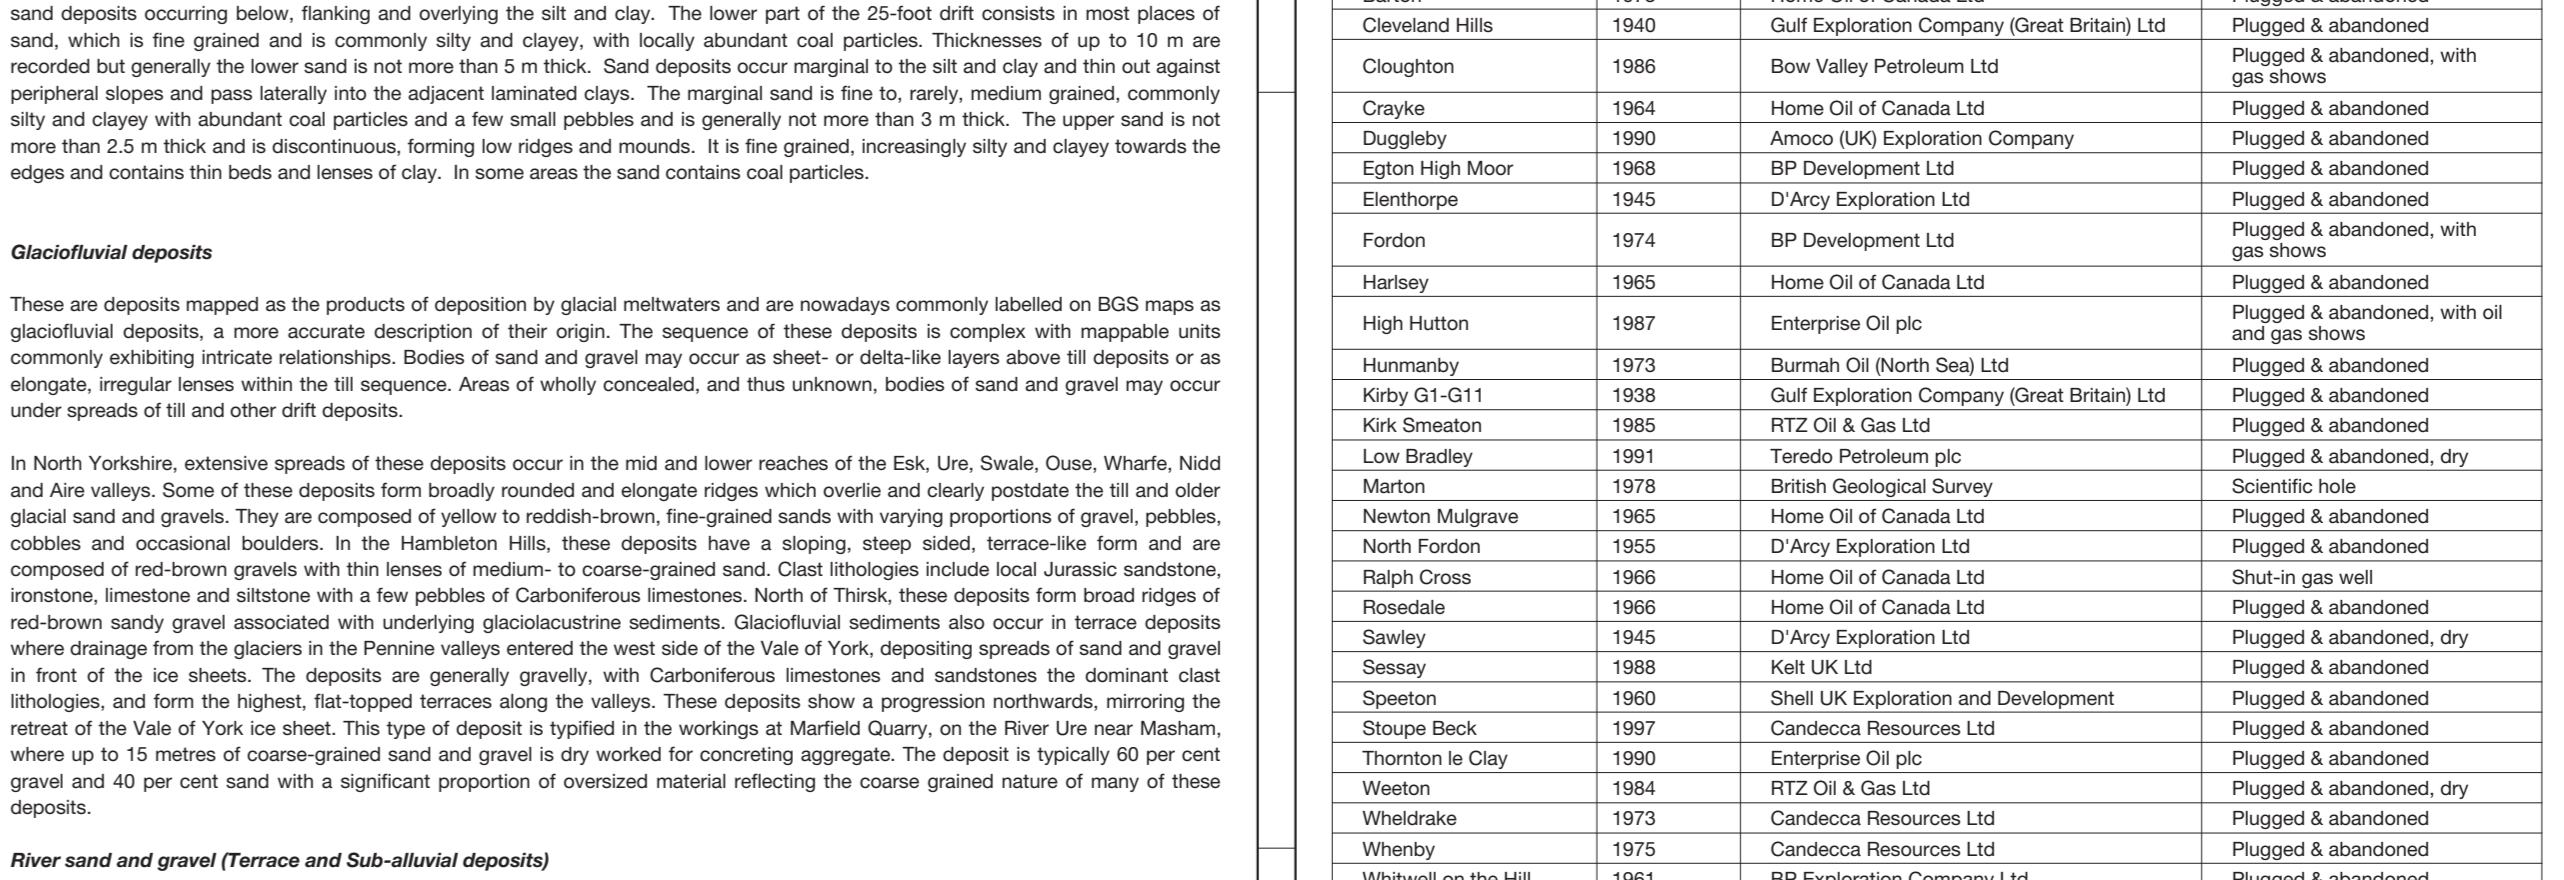 sand deposits occurring below, flanking and overlying the silt and clay. The lower part of the 25-foot drift consists in most places of
sand, which is fine grained and is commonly silty and clayey, with locally abundant coal particles. Thicknesses of up to 10 m are
recorded but generally the lower sand is not more than 5 m thick. Sand deposits occur marginal to the silt and clay and thin out against
peripheral slopes and pass laterally into the adjacent laminated clays. The marginal sand is fine to, rarely, medium grained, commonly
silty and clayey with abundant coal particles and a few small pebbles and is generally not more than 3 m thick. The upper sand is not
more than 2.5 m thick and is discontinuous, forming low ridges and mounds. It is fine grained, increasingly silty and clayey towards the
edges and contains thin beds and lenses of clay. In some areas the sand contains coal particles.
Glaciofluvial deposits
These are deposits mapped as the products of deposition by glacial meltwaters and are nowadays commonly labelled on BGS maps as
glaciofluvial deposits, a more accurate description of their origin. The sequence of these deposits is complex with mappable units
commonly exhibiting intricate relationships. Bodies of sand and gravel may occur as sheet- or delta-like layers above till deposits or as
elongate, irregular lenses within the till sequence. Areas of wholly concealed, and thus unknown, bodies of sand and gravel may occur
under spreads of till and other drift deposits.
In North Yorkshire, extensive spreads of these deposits occur in the mid and lower reaches of the Esk, Ure, Swale, Ouse, Wharfe, Nidd
and Aire valleys. Some of these deposits form broadly rounded and elongate ridges which overlie and clearly postdate the till and older
glacial sand and gravels. They are composed of yellow to reddish-brown, fine-grained sands with varying proportions of gravel, pebbles,
cobbles and occasional boulders. In the Hambleton Hills, these deposits have a sloping, steep sided, terrace-like form and are
composed of red-brown gravels with thin lenses of medium- to coarse-grained sand. Clast lithologies include local Jurassic sandstone,
ironstone, limestone and siltstone with a few pebbles of Carboniferous limestones. North of Thirsk, these deposits form broad ridges of
red-brown sandy gravel associated with underlying glaciolacustrine sediments. Glaciofluvial sediments also occur in terrace deposits
where drainage from the glaciers in the Pennine valleys entered the west side of the Vale of York, depositing spreads of sand and gravel
in front of the ice sheets. The deposits are generally gravelly, with Carboniferous limestones and sandstones the dominant clast
lithologies, and form the highest, flat-topped terraces along the valleys. These deposits show a progression northwards, mirroring the
retreat of the Vale of York ice sheet. This type of deposit is typified in the workings at Marfield Quarry, on the River Ure near Masham,
where up to 15 metres of coarse-grained sand and gravel is dry worked for concreting aggregate. The deposit is typically 60 per cent
gravel and 40 per cent sand with a significant proportion of oversized material reflecting the coarse grained nature of many of these
deposits.
River sand and gravel (Terrace and Sub-alluvial deposits)
Cleveland Hills 1940 Gulf Exploration Company (Great Britain) Ltd Plugged & abandoned
Cloughton 1986 Bow Valley Petroleum Ltd Plugged & abandoned, with
gas shows
Crayke 1964 Home Oil of Canada Ltd Plugged & abandoned
Duggleby 1990 Amoco (UK) Exploration Company Plugged & abandoned
Egton High Moor 1968 BP Development Ltd Plugged & abandoned
Elenthorpe 1945 D'Arcy Exploration Ltd Plugged & abandoned
Fordon 1974 BP Development Ltd Plugged & abandoned, with
gas shows
Harlsey 1965 Home Oil of Canada Ltd Plugged & abandoned
High Hutton 1987 Enterprise Oil plc Plugged & abandoned, with oil
and gas shows
Hunmanby 1973 Burmah Oil (North Sea) Ltd Plugged & abandoned
Kirby G1-G11 1938 Gulf Exploration Company (Great Britain) Ltd Plugged & abandoned
Kirk Smeaton 1985 RTZ Oil & Gas Ltd Plugged & abandoned
Low Bradley 1991 Teredo Petroleum plc Plugged & abandoned, dry
Marton 1978 British Geological Survey Scientific hole
Newton Mulgrave 1965 Home Oil of Canada Ltd Plugged & abandoned
North Fordon 1955 D'Arcy Exploration Ltd Plugged & abandoned
Ralph Cross 1966 Home Oil of Canada Ltd Shut-in gas well
Rosedale 1966 Home Oil of Canada Ltd Plugged & abandoned
Sawley 1945 D'Arcy Exploration Ltd Plugged & abandoned, dry
Sessay 1988 Kelt UK Ltd Plugged & abandoned
Speeton 1960 Shell UK Exploration and Development Plugged & abandoned
Stoupe Beck 1997 Candecca Resources Ltd Plugged & abandoned
Thornton le Clay 1990 Enterprise Oil plc Plugged & abandoned
Weeton 1984 RTZ Oil & Gas Ltd Plugged & abandoned, dry
Wheldrake 1973 Candecca Resources Ltd Plugged & abandoned
Whenby 1975 Candecca Resources Ltd Plugged & abandoned
Whitwell on the Hill 1961 BP Exploration Company Ltd Plugged & abandoned